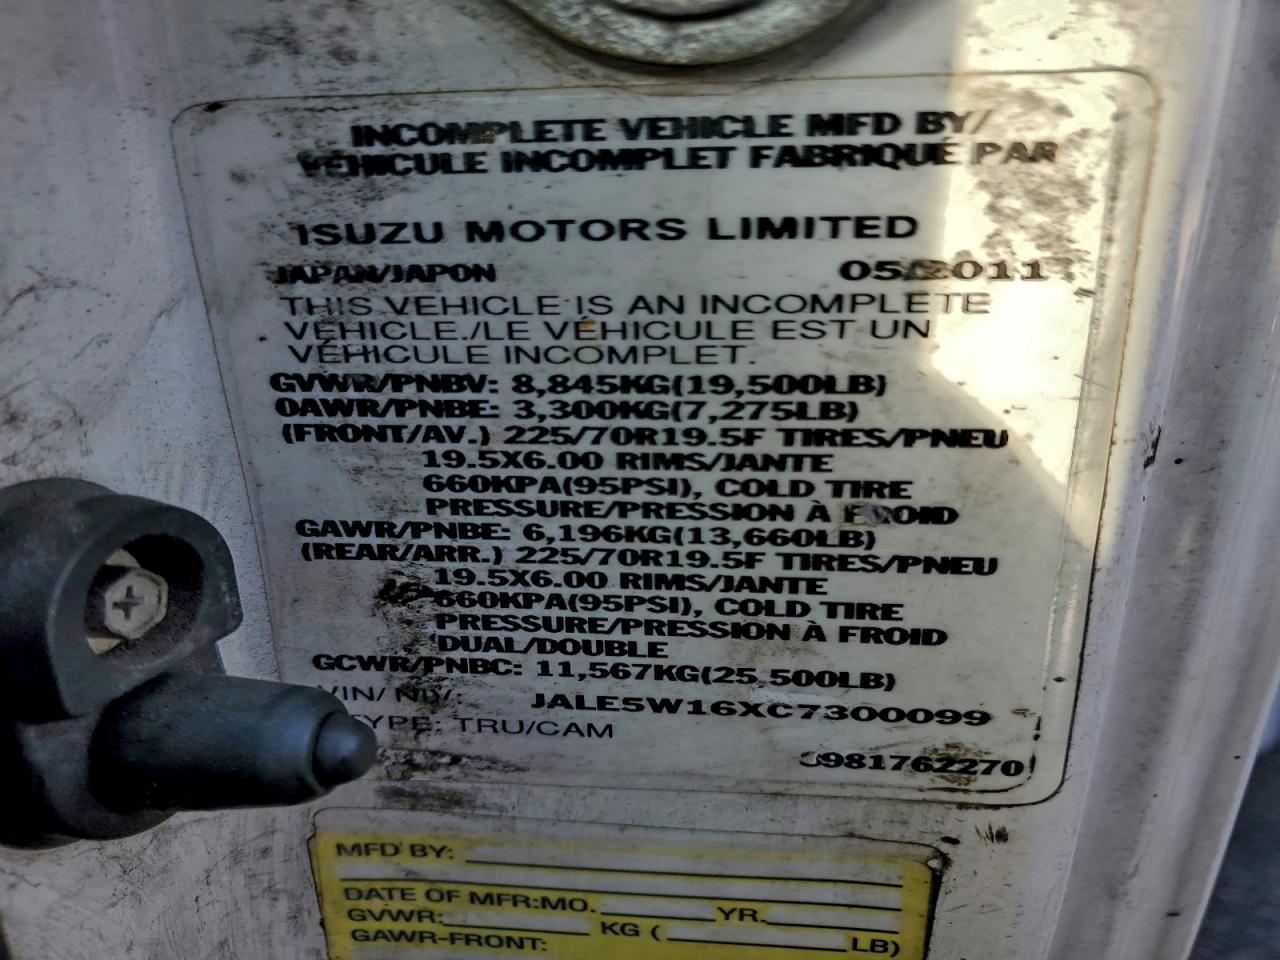 INCOMPLETE VEHICLE MFD BY/
VÉHICULE INCOMPLET FABRIQUÉ PAR
ISUZU MOTORS LIMITED
JAPAN/JAPON 05/2011
THIS VEHICLE IS AN INCOMPLETE
VEHICLE./LE VÉHICULE EST UN
VÉHICULE INCOMPLET.
GVWR/PNBV: 8,845KG(19,500LB)
GAWR/PNBE: 3,300KG(7,275LB)
(FRONT/AV.) 225/70R19.5F TIRES/PNEU
19.5X6.00 RIMS/JANTE
660KPA(95PSI), COLD TIRE
PRESSURE/PRESSION À FROID
GAWR/PNBE: 6,196KG(13,660LB)
(REAR/ARR.) 225/70R19.5F TIRES/PNEU
19.5X6.00 RIMS/JANTE
660KPA(95PSI), COLD TIRE
PRESSURE/PRESSION À FROID
DUAL/DOUBLE
GCWR/PNBC: 11,567KG(25,500LB)
VIN/ NIV: JALE5W16XC7300099
TYPE: TRU/CAM
8981762270
MFD BY:
DATE OF MFR:MO. YR.
GVWR: KG ( LB)
GAWR-FRONT: